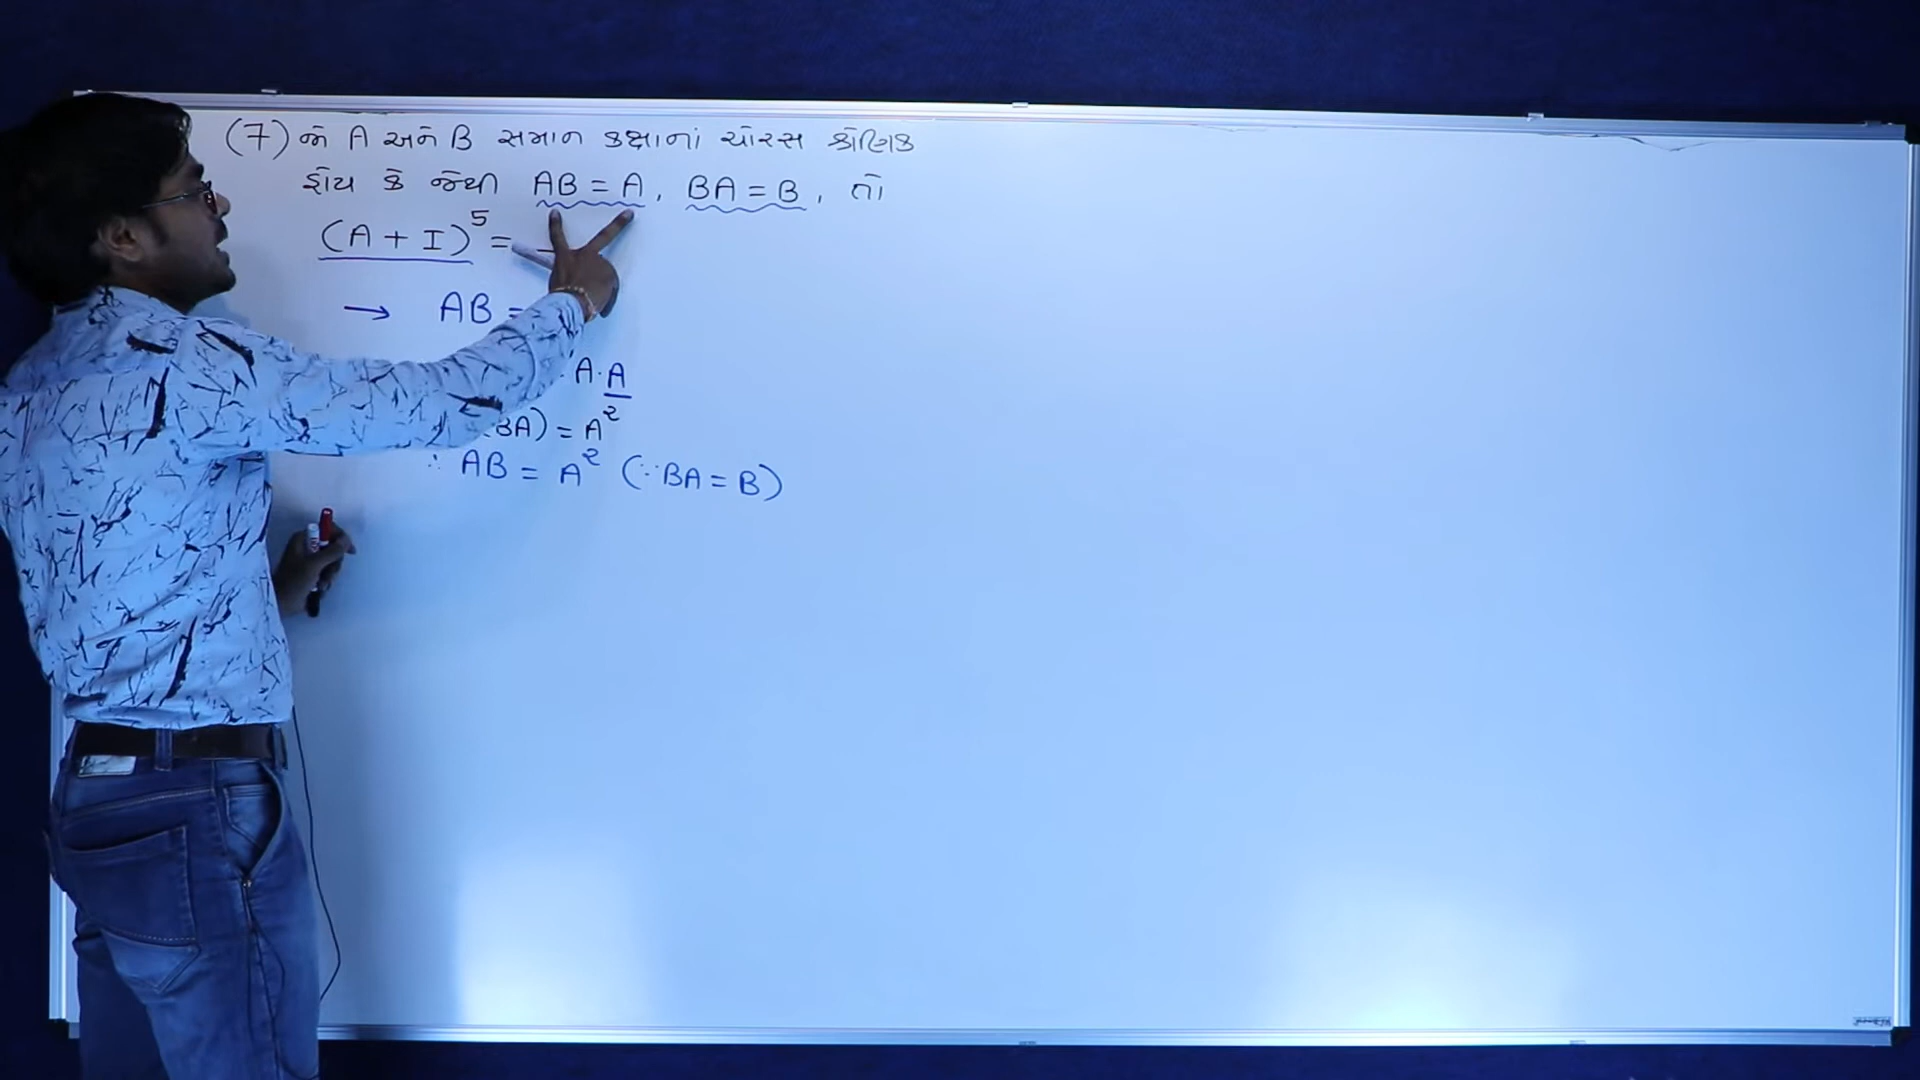 (7) જો A અને B સમાન કક્ષાનાં ચોરસ શ્રેણિક
હોય કે જેથી AB = A, BA = B, તો
(A + I)⁵ =
→ AB =
A·A
BA) = A²
∴ AB = A² (∵ BA = B)